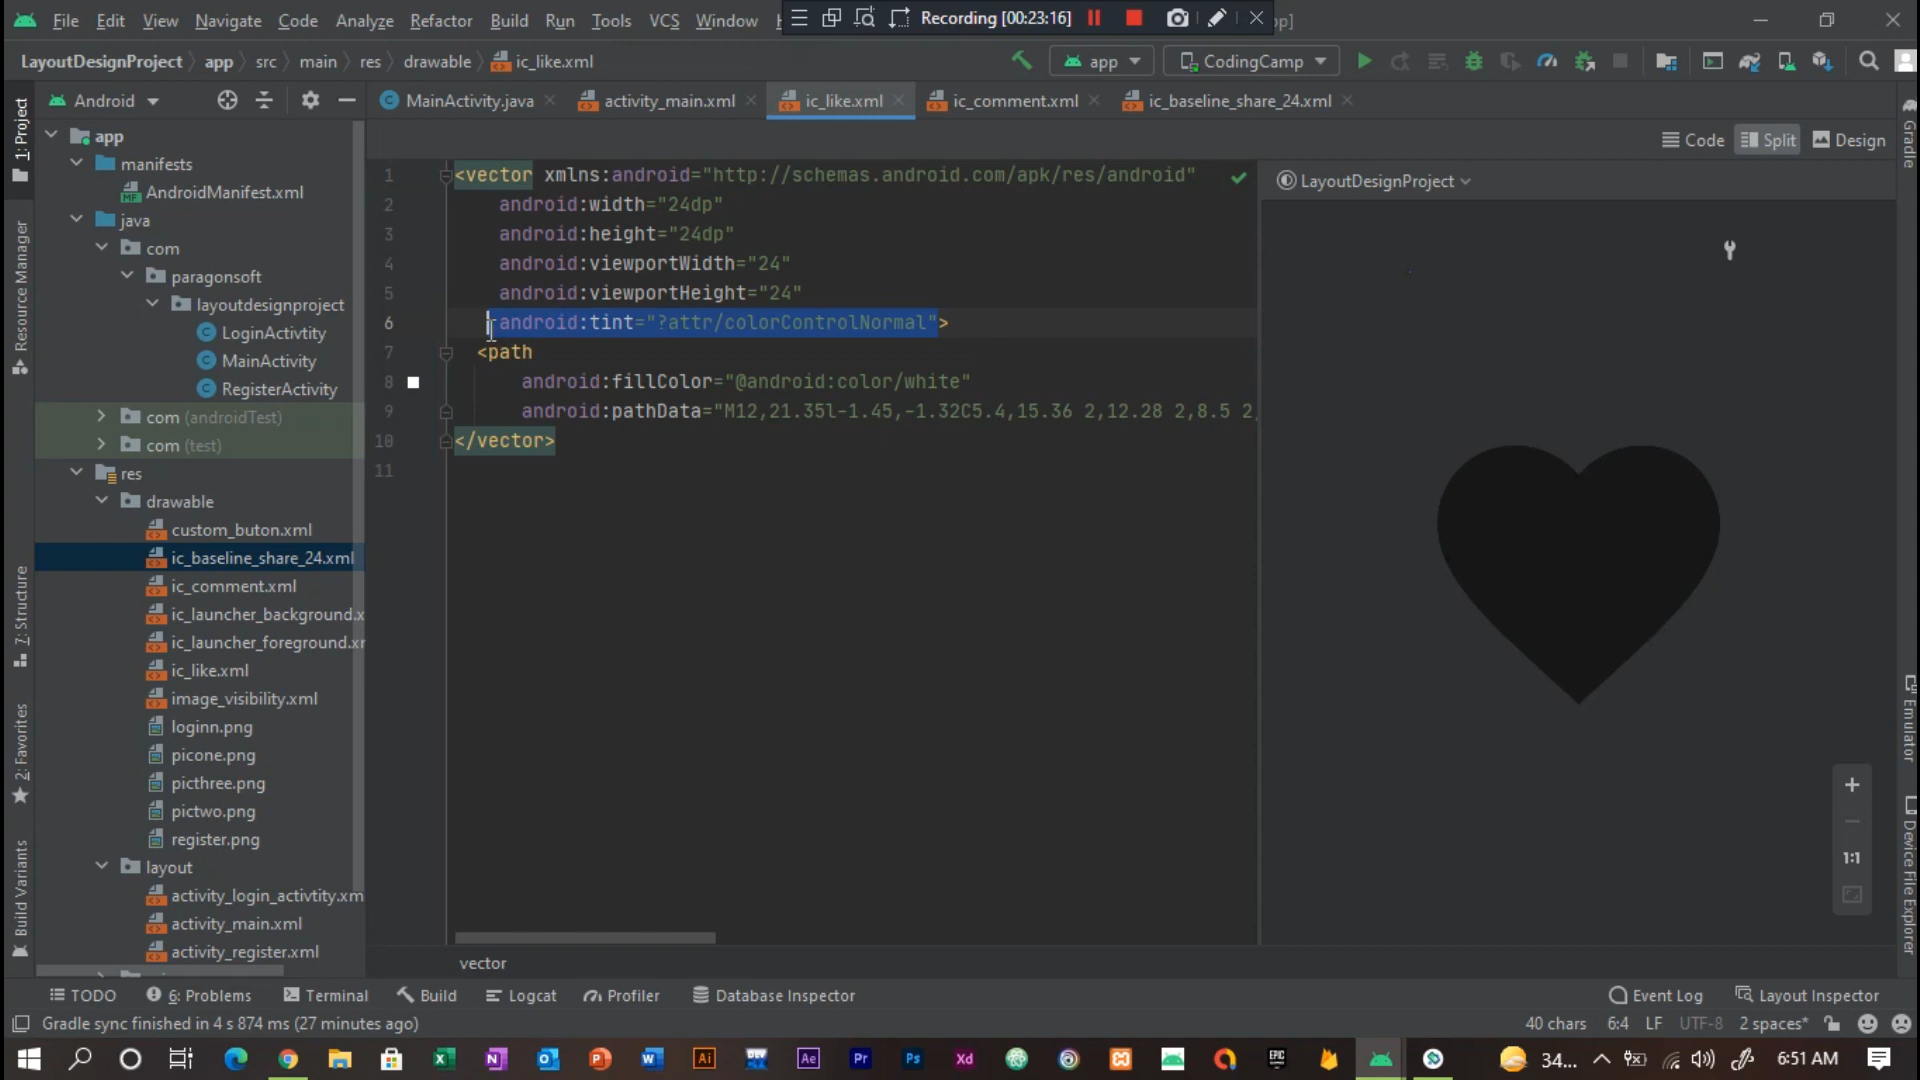 File Edit View Navigate Code Analyze Refactor Build Run Tools VCS Window
Recording [00:23:16]
LayoutDesignProject app src main res drawable ic_like.xml
app
CodingCamp
Android
MainActivity.java
activity_main.xml
ic_like.xml
ic_comment.xml
ic_baseline_share_24.xml
Code
Split
Design
1: Project
Resource Manager
7: Structure
2: Favorites
Build Variants
Gradle
Emulator
Device File Explorer
app
manifests
AndroidManifest.xml
java
com
paragonsoft
layoutdesignproject
LoginActivtity
MainActivity
RegisterActivity
com (androidTest)
com (test)
res
drawable
custom_buton.xml
ic_baseline_share_24.xml
ic_comment.xml
ic_launcher_background.x
ic_launcher_foreground.xr
ic_like.xml
image_visibility.xml
loginn.png
picone.png
picthree.png
pictwo.png
register.png
layout
activity_login_activtity.xm
activity_main.xml
activity_register.xml
1 <vector xmlns:android="http://schemas.android.com/apk/res/android"
2 android:width="24dp"
3 android:height="24dp"
4 android:viewportWidth="24"
5 android:viewportHeight="24"
6 android:tint="?attr/colorControlNormal">
7 <path
8 android:fillColor="@android:color/white"
9 android:pathData="M12,21.35l-1.45,-1.32C5.4,15.36 2,12.28 2,8.5 2,
10 </vector>
11
LayoutDesignProject
1:1
vector
TODO
6: Problems
Terminal
Build
Logcat
Profiler
Database Inspector
Event Log
Layout Inspector
Gradle sync finished in 4 s 874 ms (27 minutes ago)
40 chars 6:4 LF UTF-8 2 spaces*
34...
6:51 AM